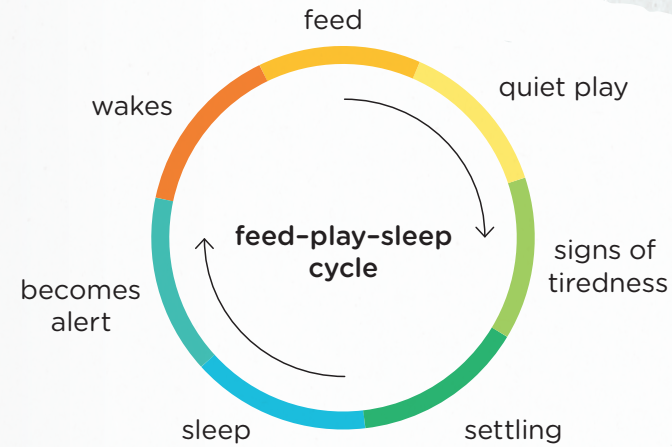 feed
quiet play
signs of
tiredness
settling
sleep
becomes
alert
wakes
feed–play–sleep
cycle